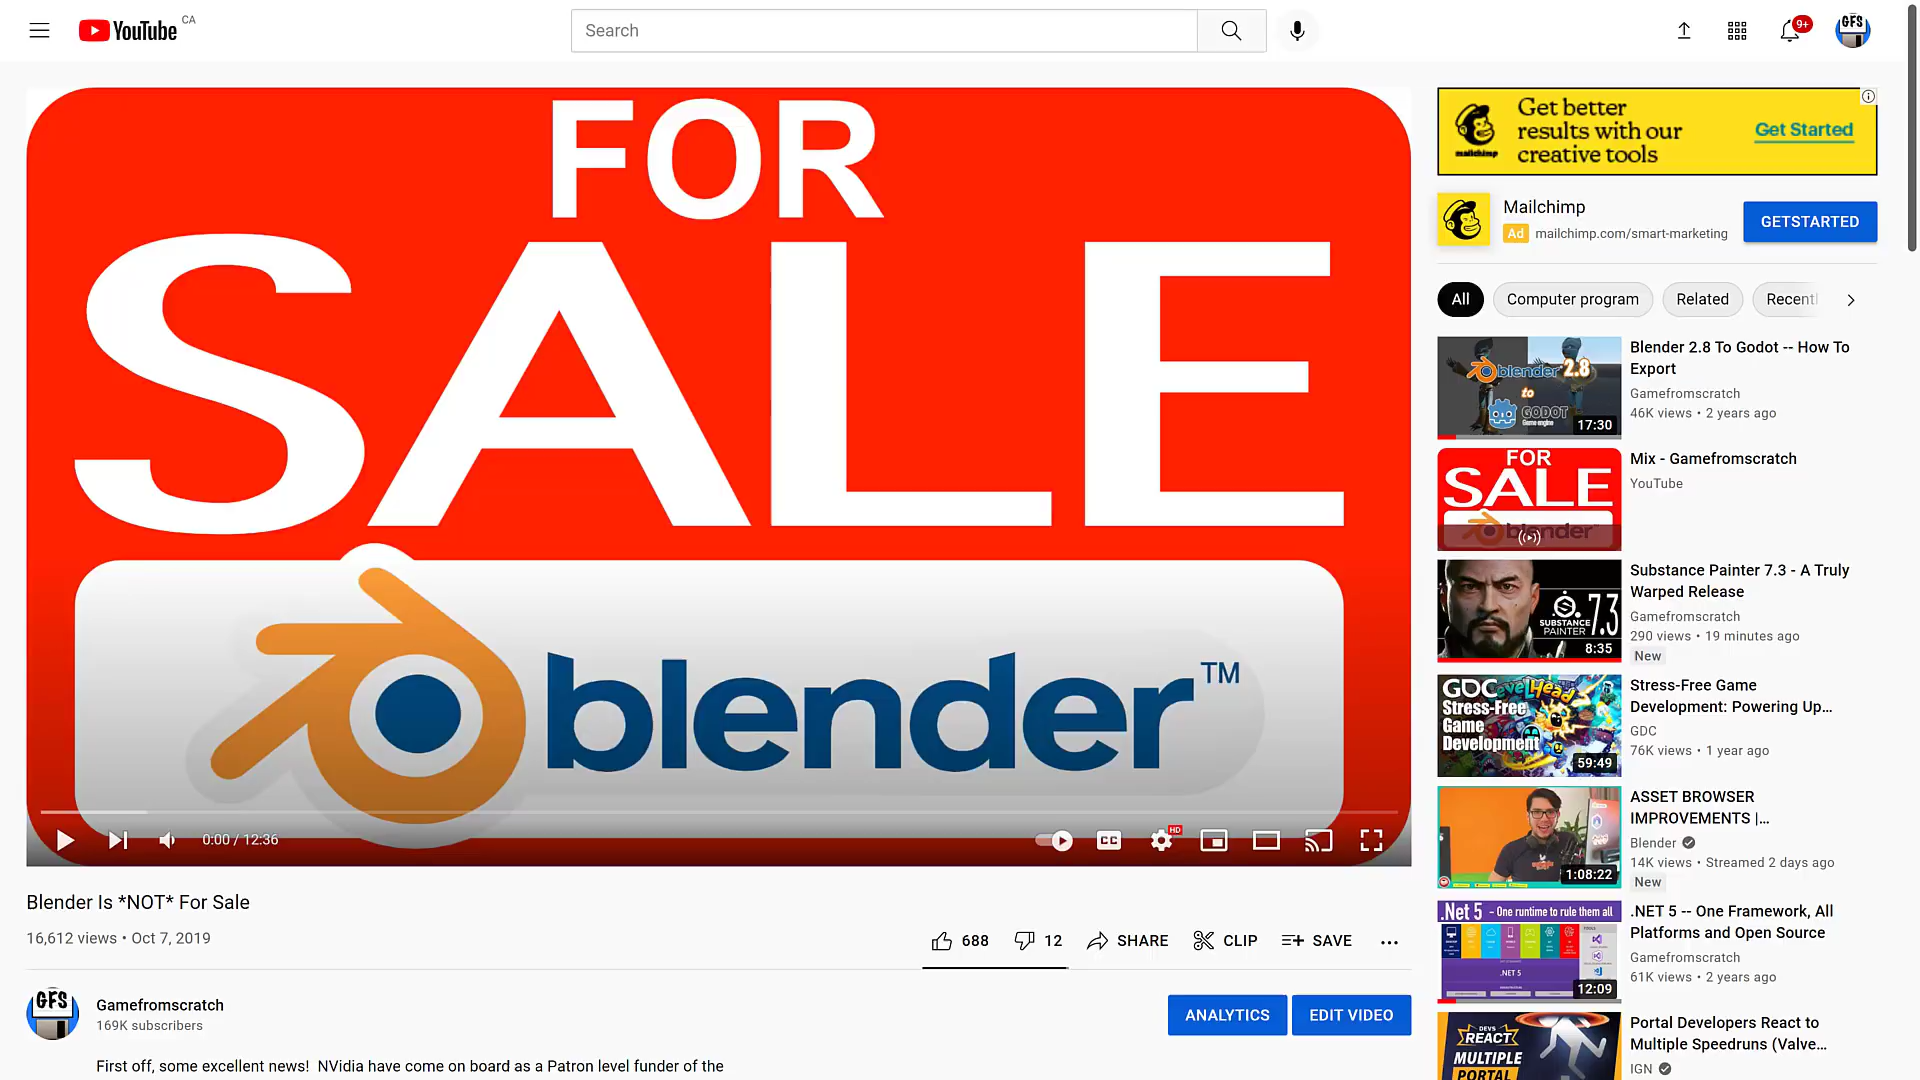 YouTube
CA
Search
9+
GFS
FOR
SALE
blender™
0:00 / 12:36
CC
HD
Blender Is *NOT* For Sale
16,612 views • Oct 7, 2019
688
12
SHARE
CLIP
SAVE
GFS
Gamefromscratch
169K subscribers
ANALYTICS
EDIT VIDEO
First off, some excellent news!  NVidia have come on board as a Patron level funder of the
mailchimp
Get better
results with our
creative tools
Get Started
Mailchimp
Ad mailchimp.com/smart-marketing
GETSTARTED
All
Computer program
Related
Recent
blender 2.8
to
GODOT
Game engine
17:30
Blender 2.8 To Godot -- How To
Export
Gamefromscratch
46K views • 2 years ago
FOR
SALE
blender
Mix - Gamefromscratch
YouTube
SUBSTANCE
PAINTER
7.3
8:35
Substance Painter 7.3 - A Truly
Warped Release
Gamefromscratch
290 views • 19 minutes ago
New
GDC
Stress-Free
Game
Development
59:49
Stress-Free Game
Development: Powering Up...
GDC
76K views • 1 year ago
1:08:22
ASSET BROWSER
IMPROVEMENTS |...
Blender
14K views • Streamed 2 days ago
New
.Net 5 - One runtime to rule them all
.NET 5
12:09
.NET 5 -- One Framework, All
Platforms and Open Source
Gamefromscratch
61K views • 2 years ago
DEVS
REACT
MULTIPLE
PORTAL
Portal Developers React to
Multiple Speedruns (Valve...
IGN